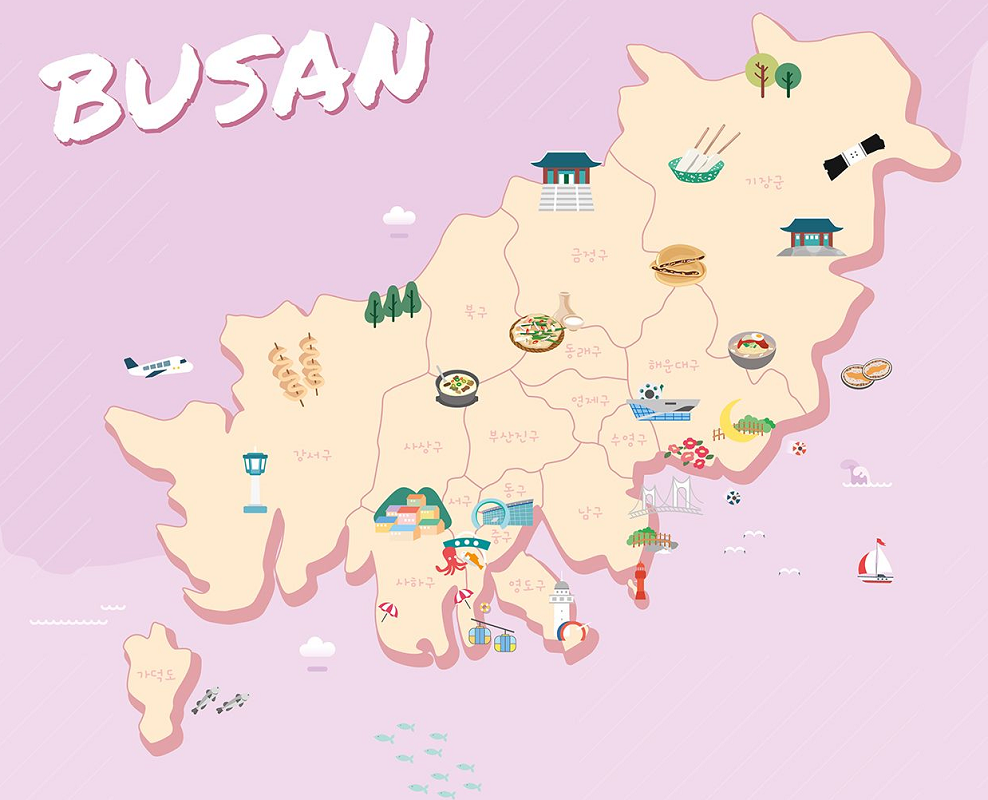 BUSAN
기장군
금정구
북구
동래구
해운대구
연제구
부산진구
수영구
사상구
강서구
서구
동구
남구
중구
사하구
영도구
가덕도